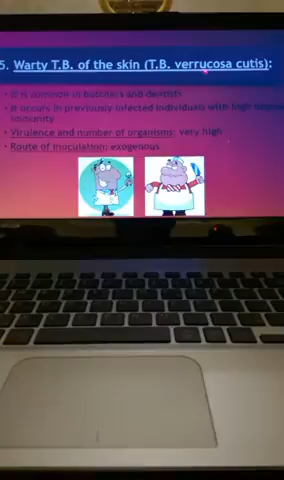 5. Warty T.B. of the skin (T.B. verrucosa cutis):
• It is common in butchers and dentists
• It occurs in previously infected individuals with high
immunity
• Virulence and number of organisms: very high
• Route of inoculation: exogenous